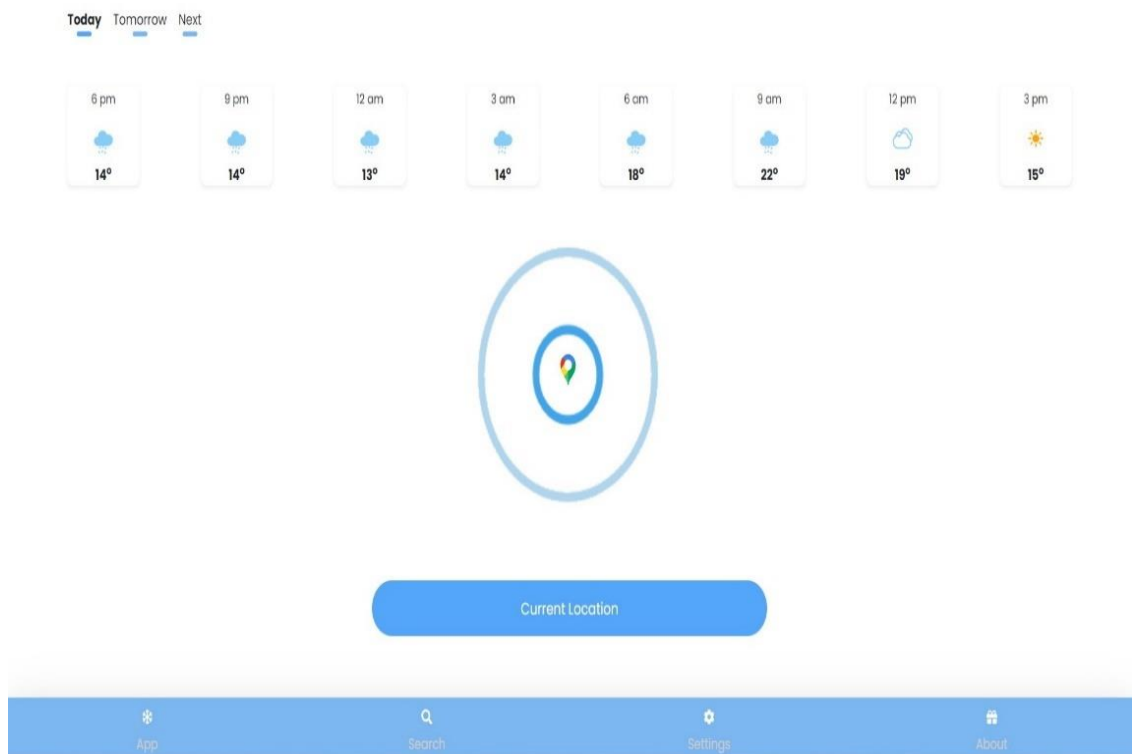 Today Tomorrow Next
6 pm 9 pm 12 am 3 am 6 am 9 am 12 pm 3 pm
14° 14° 13° 14° 18° 22° 19° 15°
Current Location
App Search Settings About